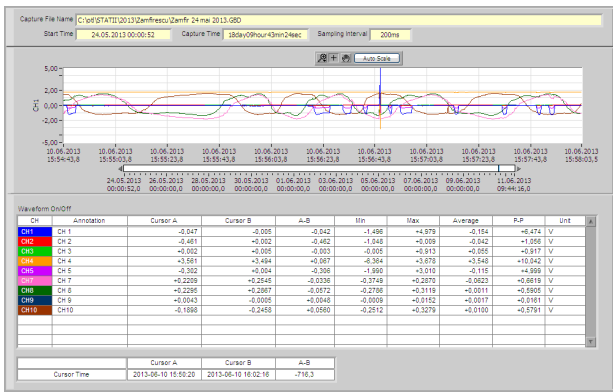 Capture File Name C:\ptl\STATII\2013\Zamfirescu\Zamfir 24 mai 2013.GBD
Start Time 24.05.2013 00:00:52 Capture Time 18day09hour43min24sec Sampling Interval 200ms
Auto Scale
5,00
2,00
0,00
-2,00
-5,00
CH1
10.06.2013 10.06.2013 10.06.2013 10.06.2013 10.06.2013 10.06.2013 10.06.2013 10.06.2013 10.06.2013 10.06.2013 10.06.2013
15:54:43,8 15:55:03,8 15:55:23,8 15:55:43,8 15:56:03,8 15:56:23,8 15:56:43,8 15:57:03,8 15:57:23,8 15:57:43,8 15:58:03,5
24.05.2013 26.05.2013 28.05.2013 30.05.2013 01.06.2013 03.06.2013 05.06.2013 07.06.2013 09.06.2013 11.06.2013
00:00:52,0 00:00:00,0 00:00:00,0 00:00:00,0 00:00:00,0 00:00:00,0 00:00:00,0 00:00:00,0 00:00:00,0 09:44:16,0
Waveform On/Off
CH Annotation Cursor A Cursor B A-B Min Max Average P-P Unit
CH1 CH 1 -0,047 -0,005 -0,042 -1,496 +4,979 -0,154 +6,474 V
CH2 CH 2 -0,461 +0,002 -0,462 -1,048 +0,009 -0,042 +1,056 V
CH3 CH 3 +0,002 +0,005 -0,003 -0,005 +0,913 +0,055 +0,917 V
CH4 CH 4 +3,561 +3,494 +0,067 -6,364 +3,678 +3,548 +10,042 V
CH5 CH 5 -0,302 +0,084 -0,386 -1,990 +3,010 -0,115 +4,999 V
CH7 CH 7 +0,2209 +0,2545 -0,0336 -0,3749 +0,2870 -0,0623 +0,6619 V
CH8 CH 8 +0,2295 +0,2867 -0,0572 -0,2786 +0,3119 +0,0011 +0,5905 V
CH9 CH 9 +0,0043 -0,0005 +0,0048 -0,0009 +0,0152 +0,0017 +0,0161 V
CH10 CH10 -0,1898 -0,2458 +0,0560 -0,2512 +0,3279 +0,0100 +0,5791 V
Cursor A Cursor B A-B
Cursor Time 2013-06-10 15:50:20 2013-06-10 16:02:16 -716,3